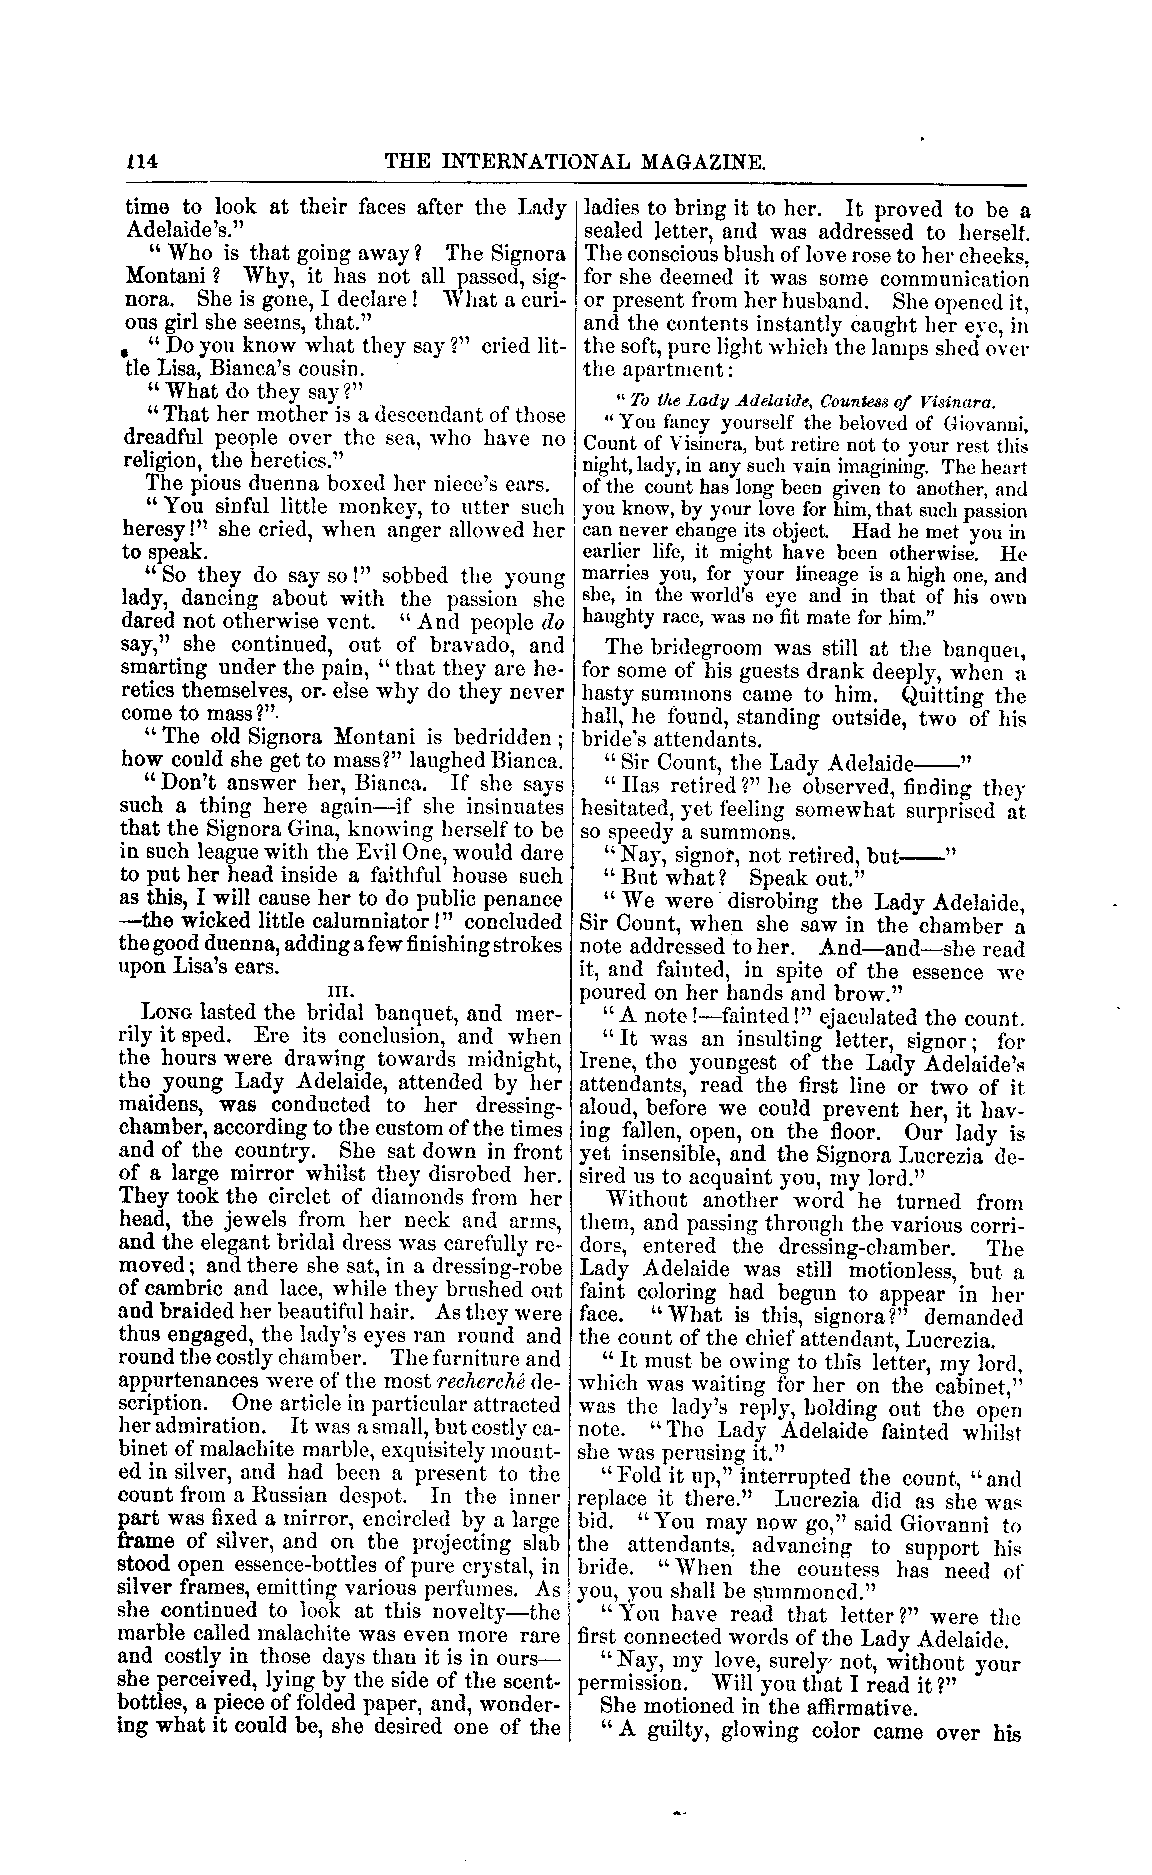 114 THE INTERNATIONAL MAGAZINE.
time to look at their faces after the Lady
Adelaide's."
"Who is that going away? The Signora
Montani? Why, it has not all passed, sig-
nora. She is gone, I declare! What a curi-
ous girl she seems, that."
"Do you know what they say?" cried lit-
tle Lisa, Bianca's cousin.
"What do they say?"
"That her mother is a descendant of those
dreadful people over the sea, who have no
religion, the heretics."
The pious duenna boxed her niece's ears.
"You sinful little monkey, to utter such
heresy!" she cried, when anger allowed her
to speak.
"So they do say so!" sobbed the young
lady, dancing about with the passion she
dared not otherwise vent. "And people do
say," she continued, out of bravado, and
smarting under the pain, "that they are he-
retics themselves, or else why do they never
come to mass?"
"The old Signora Montani is bedridden;
how could she get to mass?" laughed Bianca.
"Don't answer her, Bianca. If she says
such a thing here again—if she insinuates
that the Signora Gina, knowing herself to be
in such league with the Evil One, would dare
to put her head inside a faithful house such
as this, I will cause her to do public penance
—the wicked little calumniator!" concluded
the good duenna, adding a few finishing strokes
upon Lisa's ears.
III.
LONG lasted the bridal banquet, and mer-
rily it sped. Ere its conclusion, and when
the hours were drawing towards midnight,
the young Lady Adelaide, attended by her
maidens, was conducted to her dressing-
chamber, according to the custom of the times
and of the country. She sat down in front
of a large mirror whilst they disrobed her.
They took the circlet of diamonds from her
head, the jewels from her neck and arms,
and the elegant bridal dress was carefully re-
moved; and there she sat, in a dressing-robe
of cambric and lace, while they brushed out
and braided her beautiful hair. As they were
thus engaged, the lady's eyes ran round and
round the costly chamber. The furniture and
appurtenances were of the most recherché de-
scription. One article in particular attracted
her admiration. It was a small, but costly ca-
binet of malachite marble, exquisitely mount-
ed in silver, and had been a present to the
count from a Russian despot. In the inner
part was fixed a mirror, encircled by a large
frame of silver, and on the projecting slab
stood open essence-bottles of pure crystal, in
silver frames, emitting various perfumes. As
she continued to look at this novelty—the
marble called malachite was even more rare
and costly in those days than it is in ours—
she perceived, lying by the side of the scent-
bottles, a piece of folded paper, and, wonder-
ing what it could be, she desired one of the
ladies to bring it to her. It proved to be a
sealed letter, and was addressed to herself.
The conscious blush of love rose to her cheeks,
for she deemed it was some communication
or present from her husband. She opened it,
and the contents instantly caught her eye, in
the soft, pure light which the lamps shed over
the apartment:
"To the Lady Adelaide, Countess of Visinara.
"You fancy yourself the beloved of Giovanni,
Count of Visinera, but retire not to your rest this
night, lady, in any such vain imagining. The heart
of the count has long been given to another, and
you know, by your love for him, that such passion
can never change its object. Had he met you in
earlier life, it might have been otherwise. He
marries you, for your lineage is a high one, and
she, in the world's eye and in that of his own
haughty race, was no fit mate for him."
The bridegroom was still at the banquet,
for some of his guests drank deeply, when a
hasty summons came to him. Quitting the
hall, he found, standing outside, two of his
bride's attendants.
"Sir Count, the Lady Adelaide——"
"Has retired?" he observed, finding they
hesitated, yet feeling somewhat surprised at
so speedy a summons.
"Nay, signor, not retired, but——"
"But what? Speak out."
"We were disrobing the Lady Adelaide,
Sir Count, when she saw in the chamber a
note addressed to her. And—and—she read
it, and fainted, in spite of the essence we
poured on her hands and brow."
"A note!—fainted!" ejaculated the count.
"It was an insulting letter, signor; for
Irene, the youngest of the Lady Adelaide's
attendants, read the first line or two of it
aloud, before we could prevent her, it hav-
ing fallen, open, on the floor. Our lady is
yet insensible, and the Signora Lucrezia de-
sired us to acquaint you, my lord."
Without another word he turned from
them, and passing through the various corri-
dors, entered the dressing-chamber. The
Lady Adelaide was still motionless, but a
faint coloring had begun to appear in her
face. "What is this, signora?" demanded
the count of the chief attendant, Lucrezia.
"It must be owing to this letter, my lord,
which was waiting for her on the cabinet,"
was the lady's reply, holding out the open
note. "The Lady Adelaide fainted whilst
she was perusing it."
"Fold it up," interrupted the count, "and
replace it there." Lucrezia did as she was
bid. "You may now go," said Giovanni to
the attendants, advancing to support his
bride. "When the countess has need of
you, you shall be summoned."
"You have read that letter?" were the
first connected words of the Lady Adelaide.
"Nay, my love, surely not, without your
permission. Will you that I read it?"
She motioned in the affirmative.
"A guilty, glowing color came over his